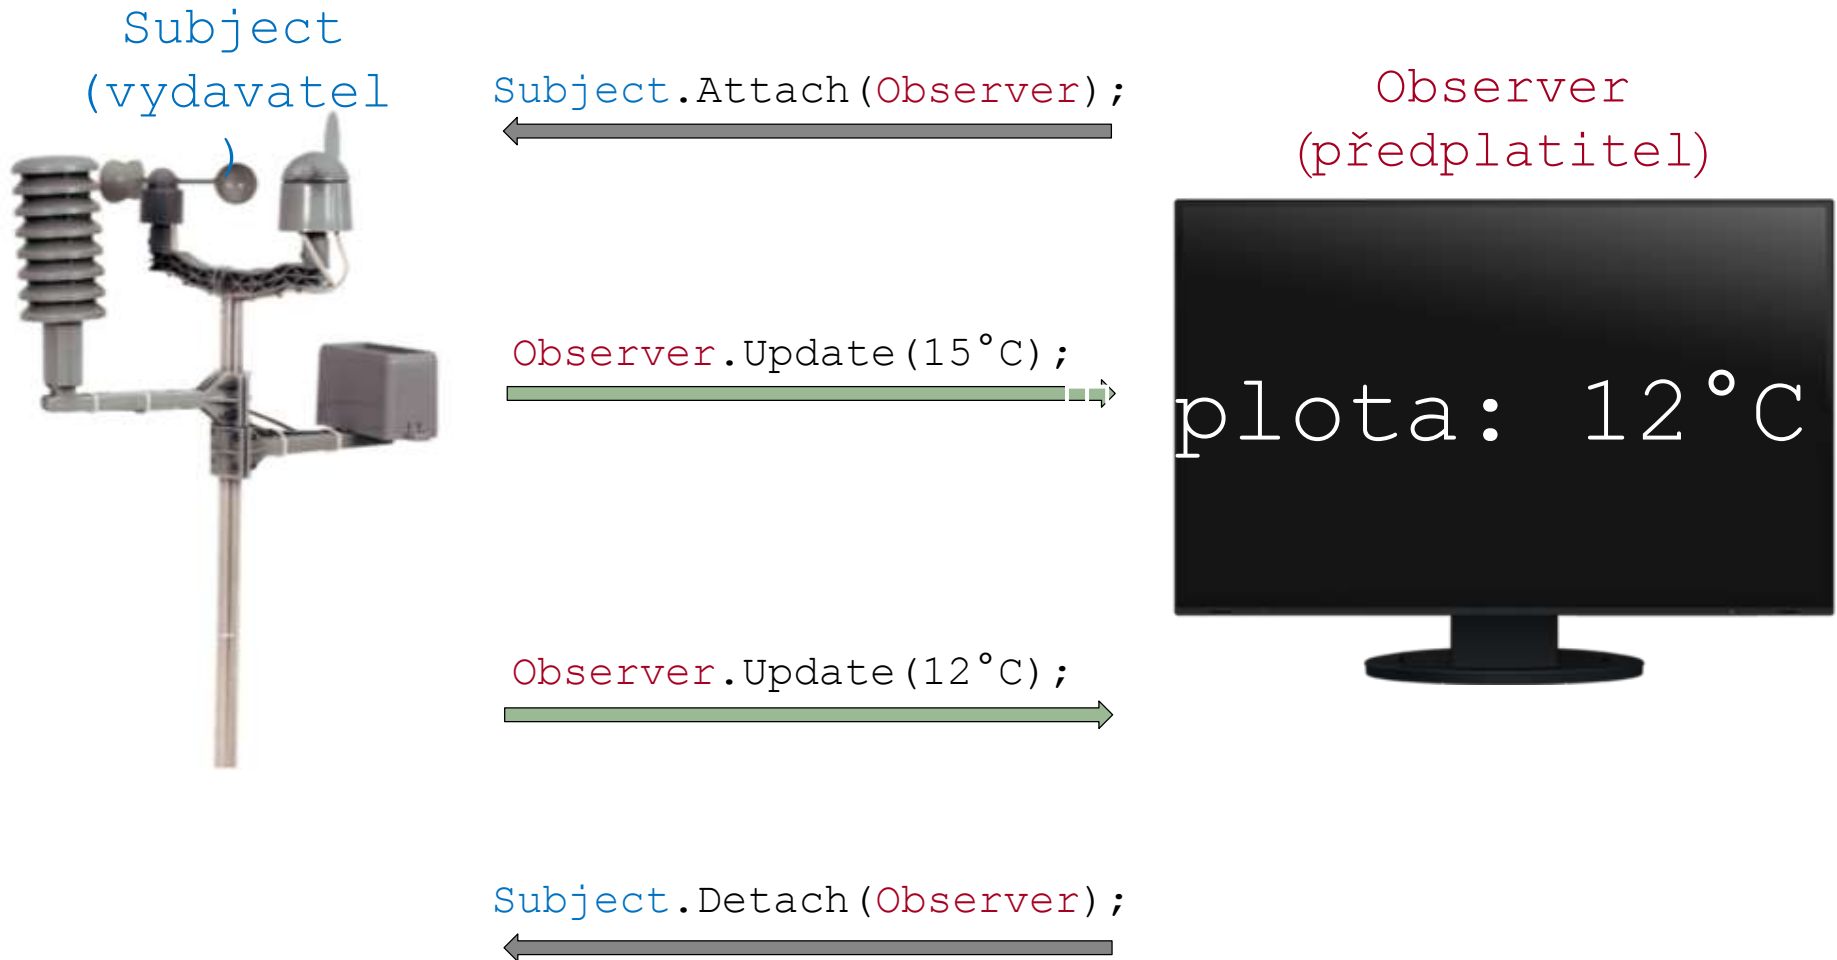 Subject
(vydavatel
)
Subject.Attach(Observer);
Observer
(předplatitel)
Observer.Update(15°C);
plota: 12°C
Observer.Update(12°C);
Subject.Detach(Observer);